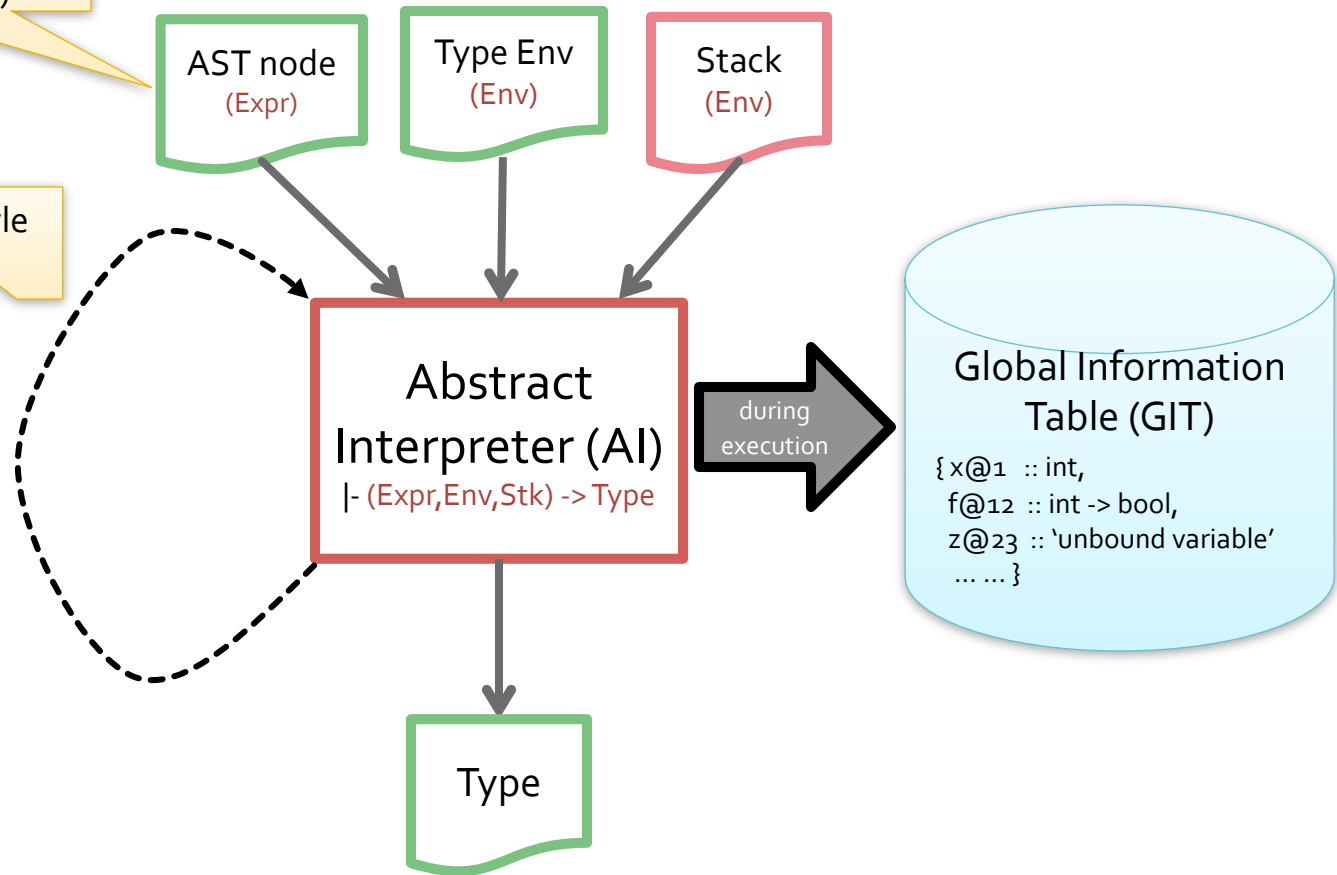 )
AST node
(Expr)
Type Env
(Env)
Stack
(Env)
le
Abstract
Interpreter (AI)
|- (Expr,Env,Stk) -> Type
during
execution
Global Information
Table (GIT)
{ x@1 :: int,
f@12 :: int -> bool,
z@23 :: ‘unbound variable’
... ... }
Type